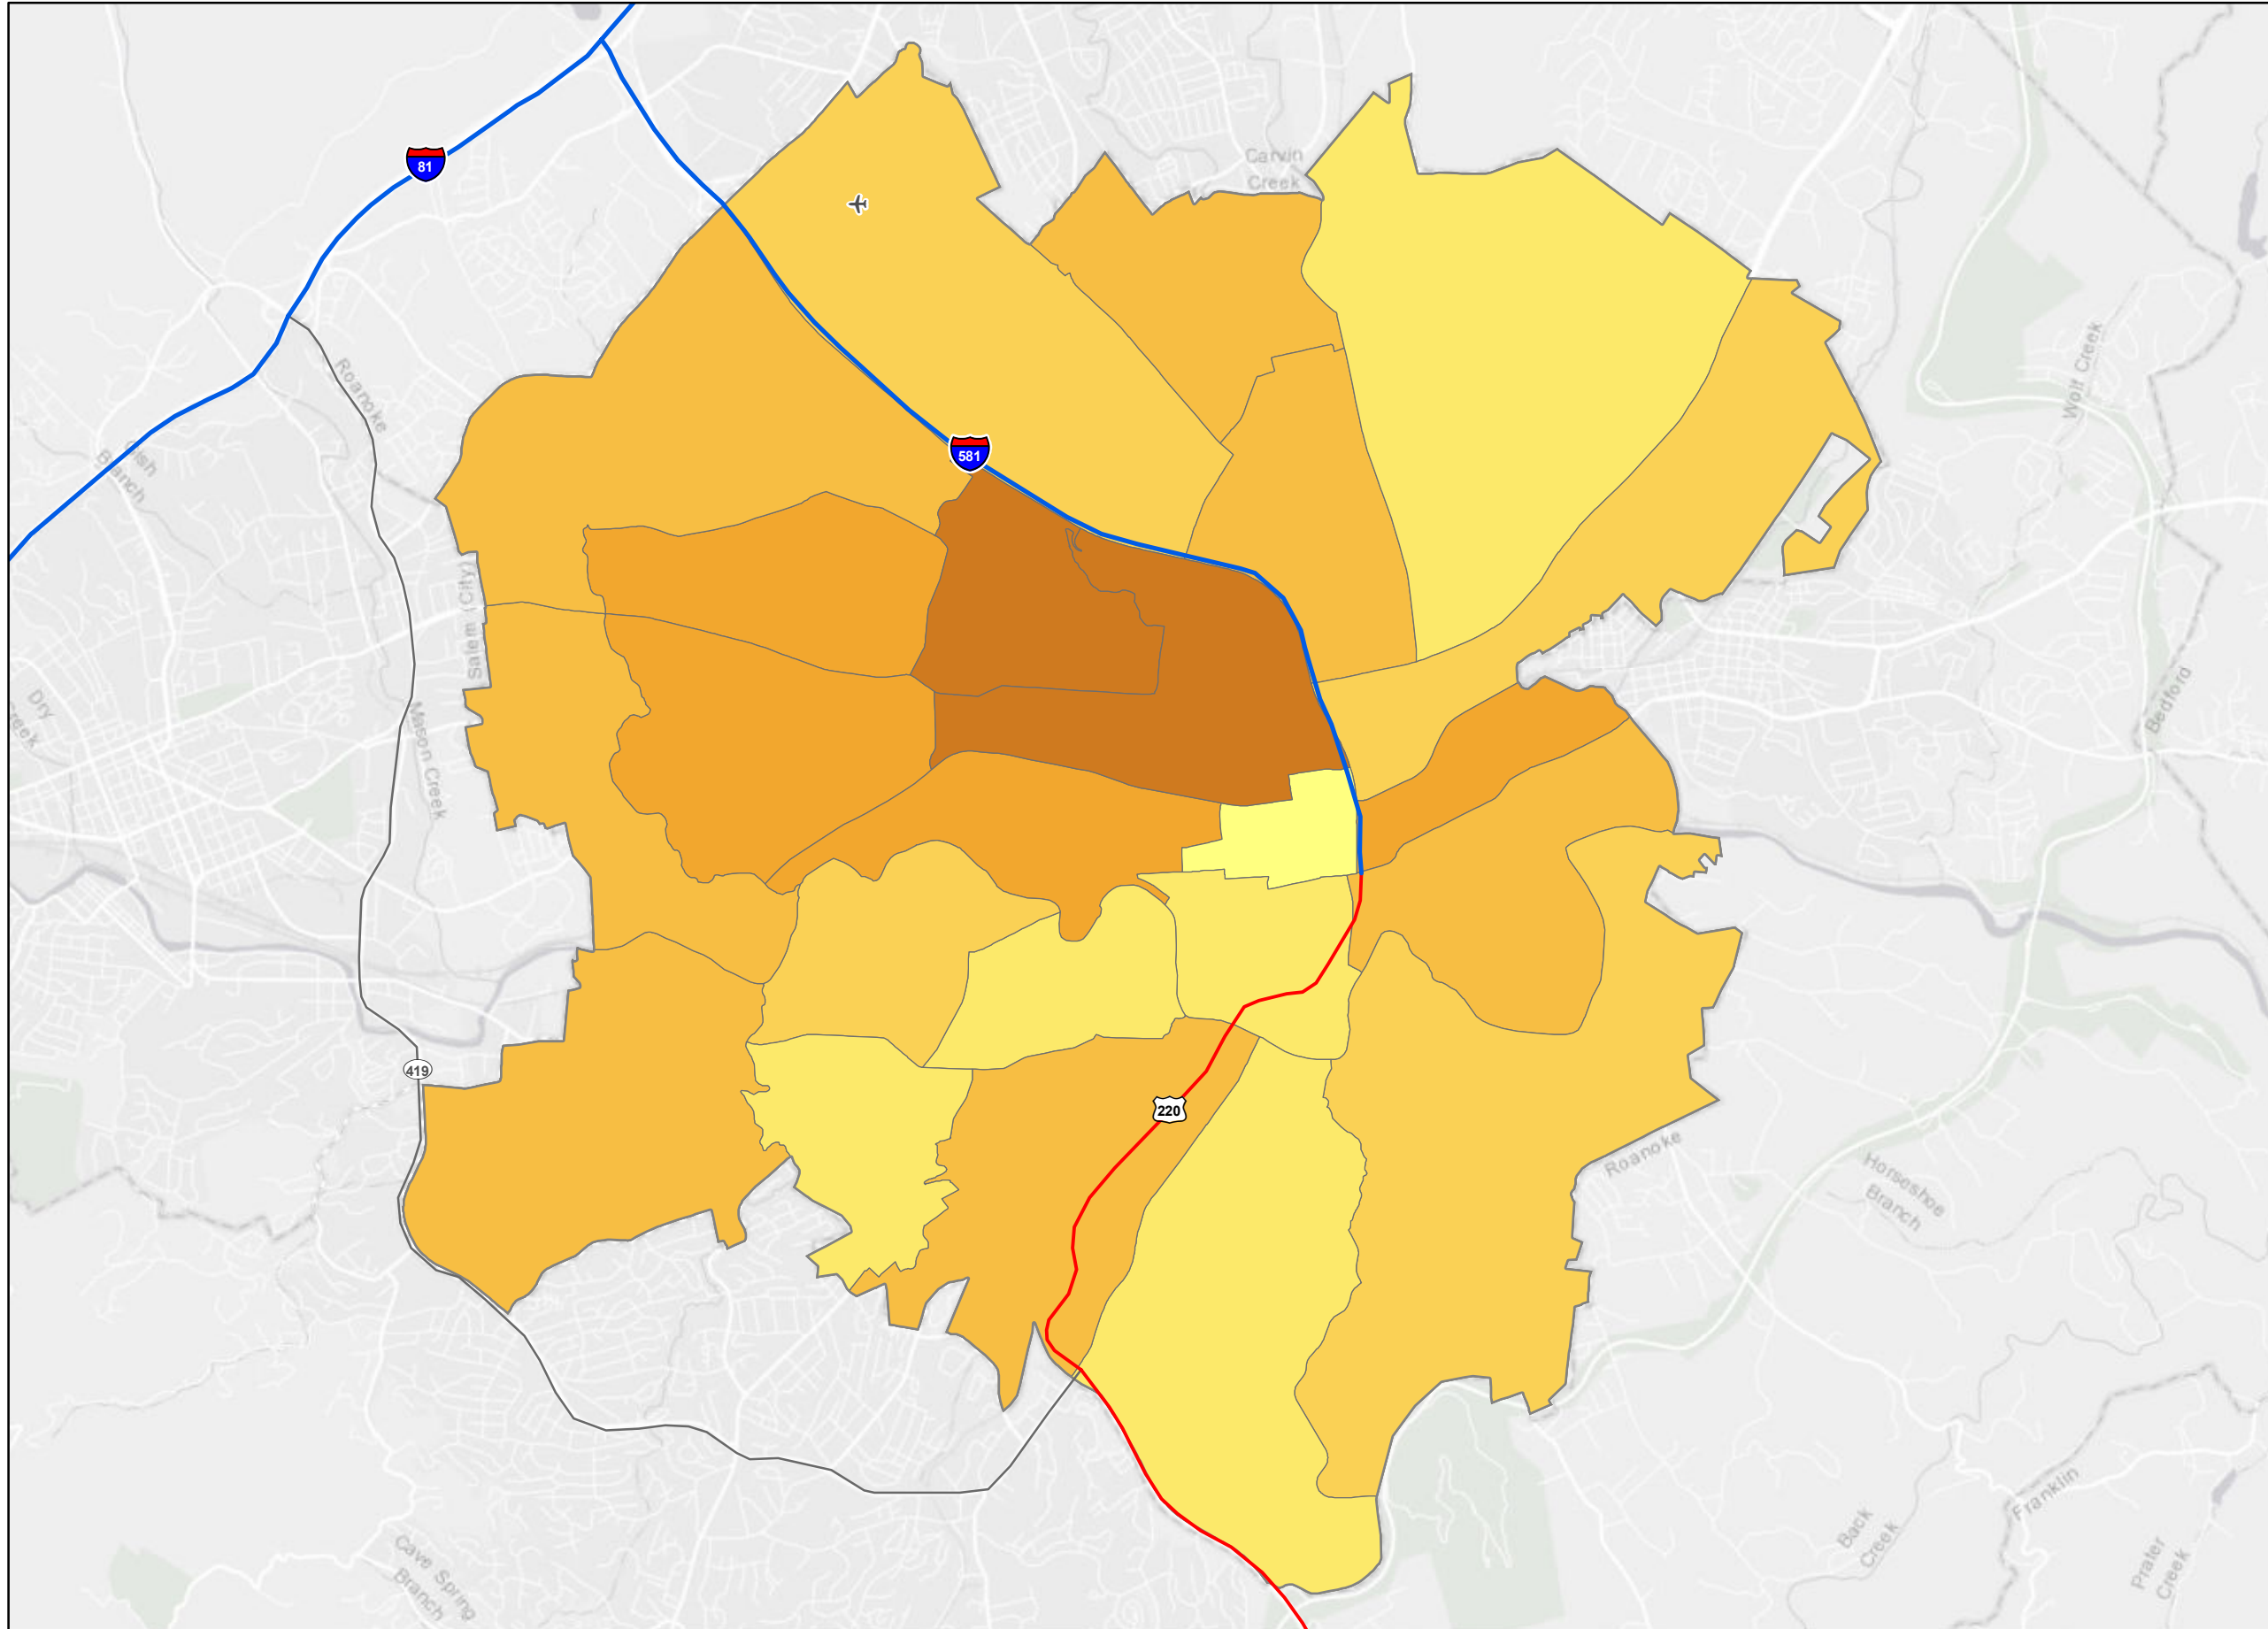 Carvin
Creek
81
Roanoke
Wolf Creek
Gish
Branch
581
Salem (City)
Bedford
Dry
Creek
Mason Creek
419
220
Roanoke
Horseshoe
Branch
Franklin
Back
Creek
Prater
Creek
Cave Spring
Branch